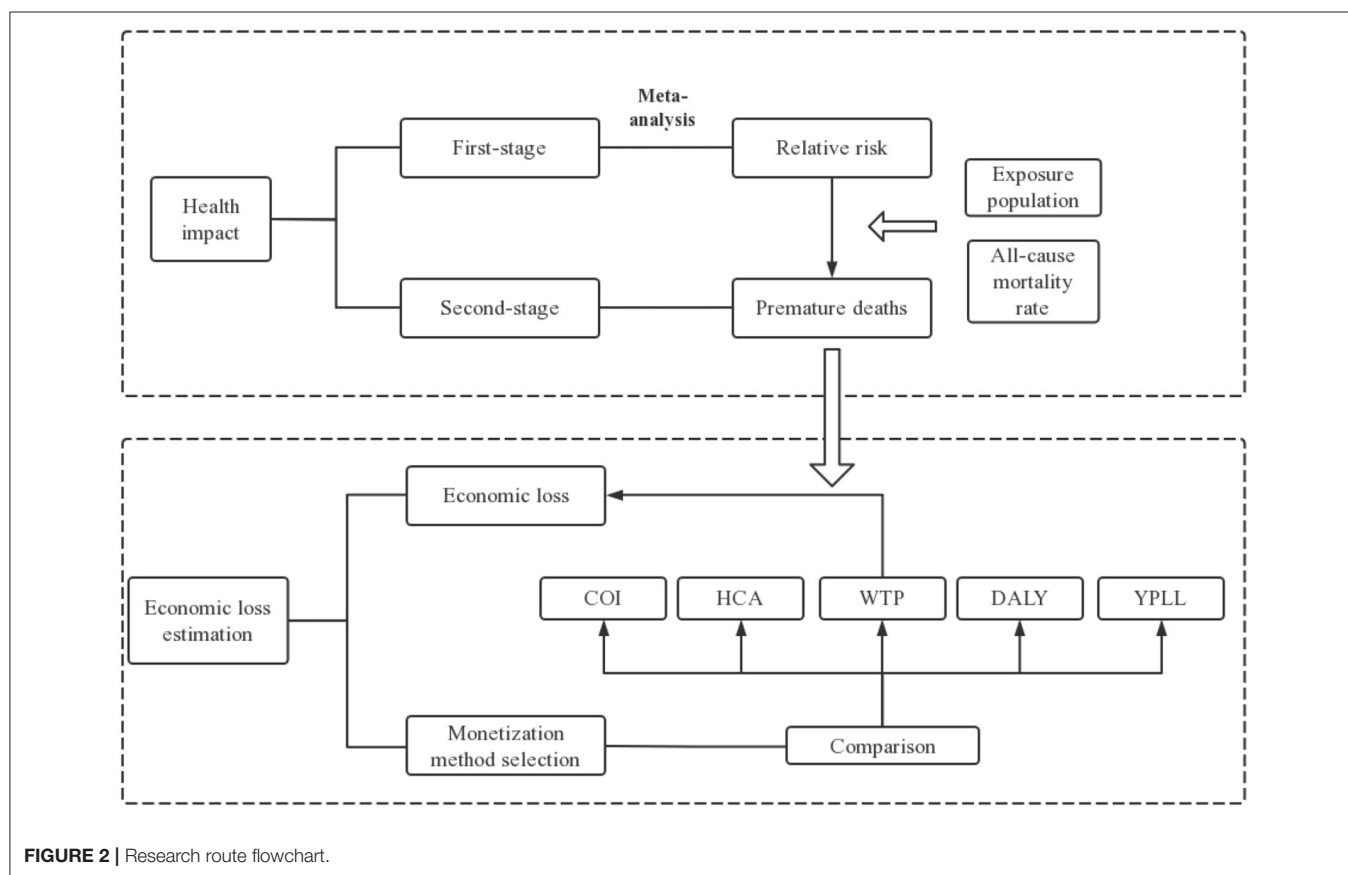 Meta-
analysis
First-stage
Relative risk
Exposure
population
Health
impact
All-cause
mortality
rate
Second-stage
Premature deaths
Economic loss
Economic loss
estimation
COI
HCA
WTP
DALY
YPLL
Monetization
method selection
Comparison
FIGURE 2 | Research route flowchart.